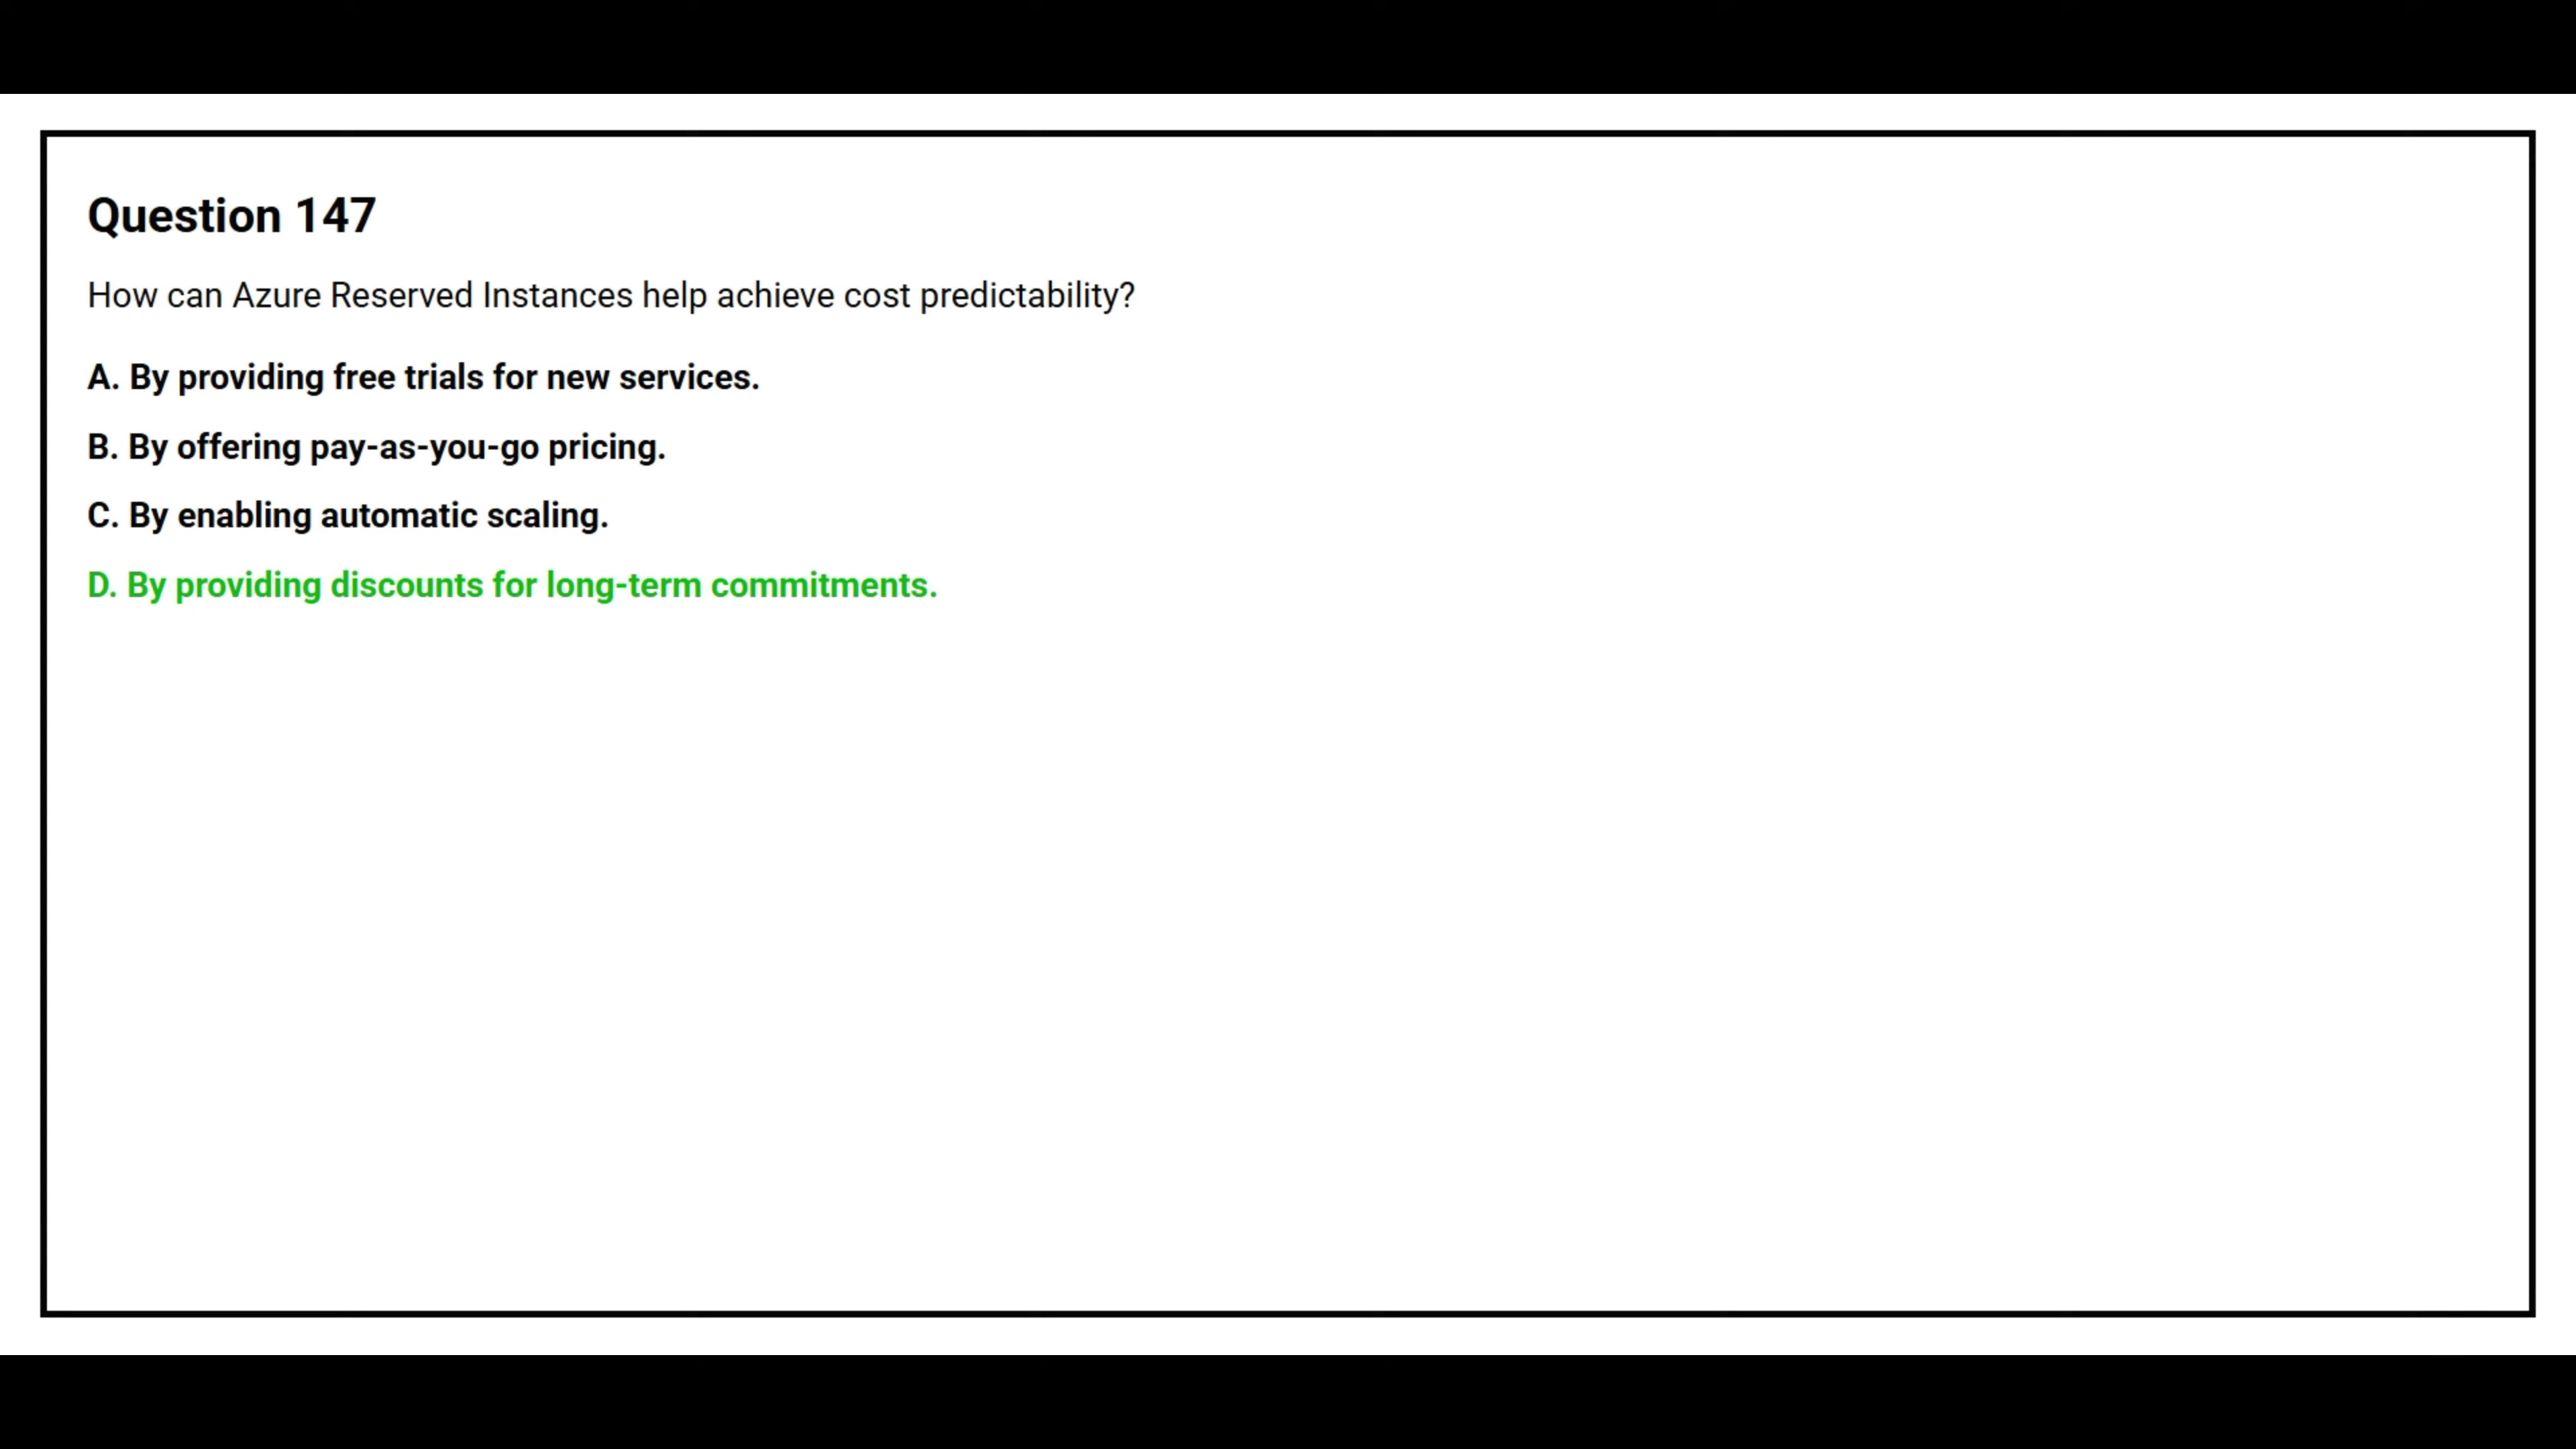 Question 147
How can Azure Reserved Instances help achieve cost predictability?
A. By providing free trials for new services.
B. By offering pay-as-you-go pricing.
C. By enabling automatic scaling.
D. By providing discounts for long-term commitments.